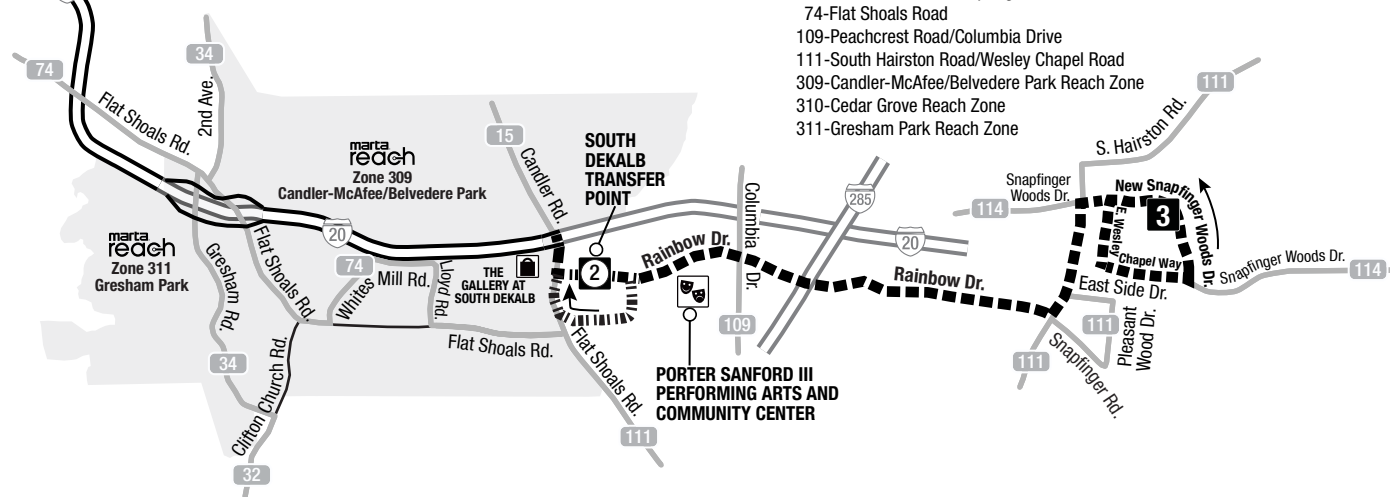 74-Flat Shoals Road
109-Peachcrest Road/Columbia Drive
111-South Hairston Road/Wesley Chapel Road
309-Candler-McAfee/Belvedere Park Reach Zone
310-Cedar Grove Reach Zone
311-Gresham Park Reach Zone
74
34
Flat Shoals Rd.
2nd Ave.
marta
reach
Zone 309
Candler-McAfee/Belvedere Park
15
Candler Rd.
SOUTH
DEKALB
TRANSFER
POINT
Columbia Dr.
285
111
S. Hairston Rd.
Snapfinger
Woods Dr.
114
New Snapfinger Woods Dr.
3
E. Wesley
Chapel Way
Snapfinger Woods Dr.
114
marta
reach
Zone 311
Gresham Park
Gresham Rd.
Flat Shoals Rd.
20
74
Whites
Mill Rd.
Lloyd Rd.
THE
GALLERY AT
SOUTH DEKALB
2
Rainbow Dr.
20
Rainbow Dr.
East Side Dr.
111
Pleasant
Wood Dr.
111
Snapfinger Rd.
109
Flat Shoals Rd.
Flat Shoals Rd.
34
Clifton Church Rd.
PORTER SANFORD III
PERFORMING ARTS AND
COMMUNITY CENTER
111
32